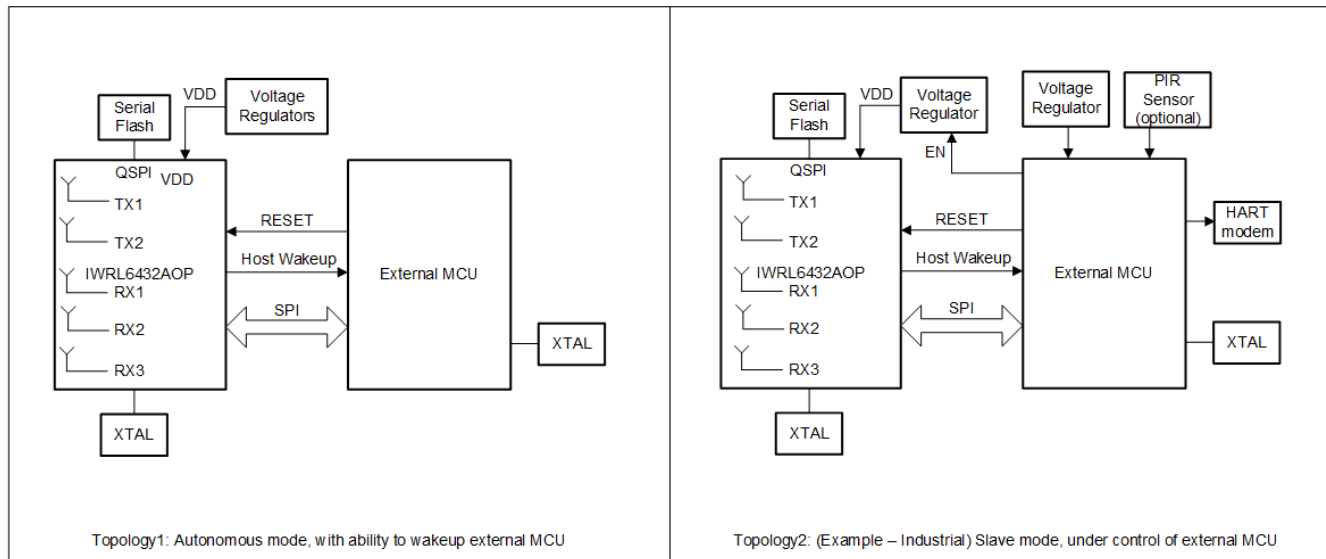 Serial
Flash
VDD
Voltage
Regulators
QSPI
VDD
TX1
TX2
IWRL6432AOP
RX1
RX2
RX3
RESET
Host Wakeup
SPI
External MCU
XTAL
XTAL
Topology1: Autonomous mode, with ability to wakeup external MCU
Serial
Flash
VDD
Voltage
Regulator
EN
Voltage
Regulator
PIR
Sensor
(optional)
QSPI
TX1
TX2
IWRL6432AOP
RX1
RX2
RX3
RESET
Host Wakeup
SPI
External MCU
HART
modem
XTAL
XTAL
Topology2: (Example – Industrial) Slave mode, under control of external MCU